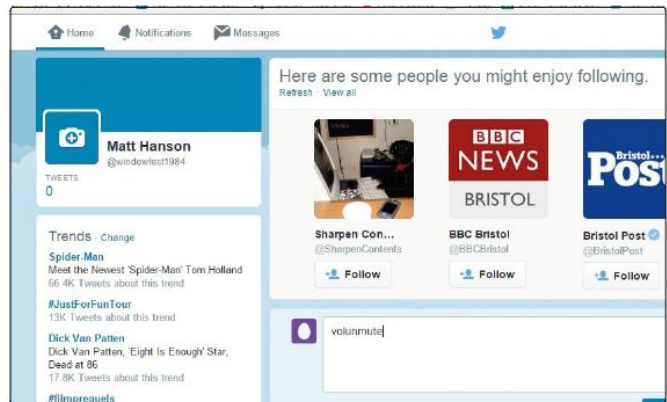 Home Notifications Messages
Here are some people you might enjoy following.
Refresh · View all
Matt Hanson
@windowtest1984
TWEETS
0
BBC
NEWS
BRISTOL
Bristol...
Pos
Sharpen Con...
@SharpenContents
Follow
BBC Bristol
@BBCBristol
Follow
Bristol Post
@BristolPost
Follow
Trends · Change
Spider-Man
Meet the Newest 'Spider-Man' Tom Holland
66.4K Tweets about this trend
#JustForFunTour
13K Tweets about this trend
Dick Van Patten
Dick Van Patten, 'Eight Is Enough' Star,
Dead at 86
17.8K Tweets about this trend
#filmprequels
volunmute